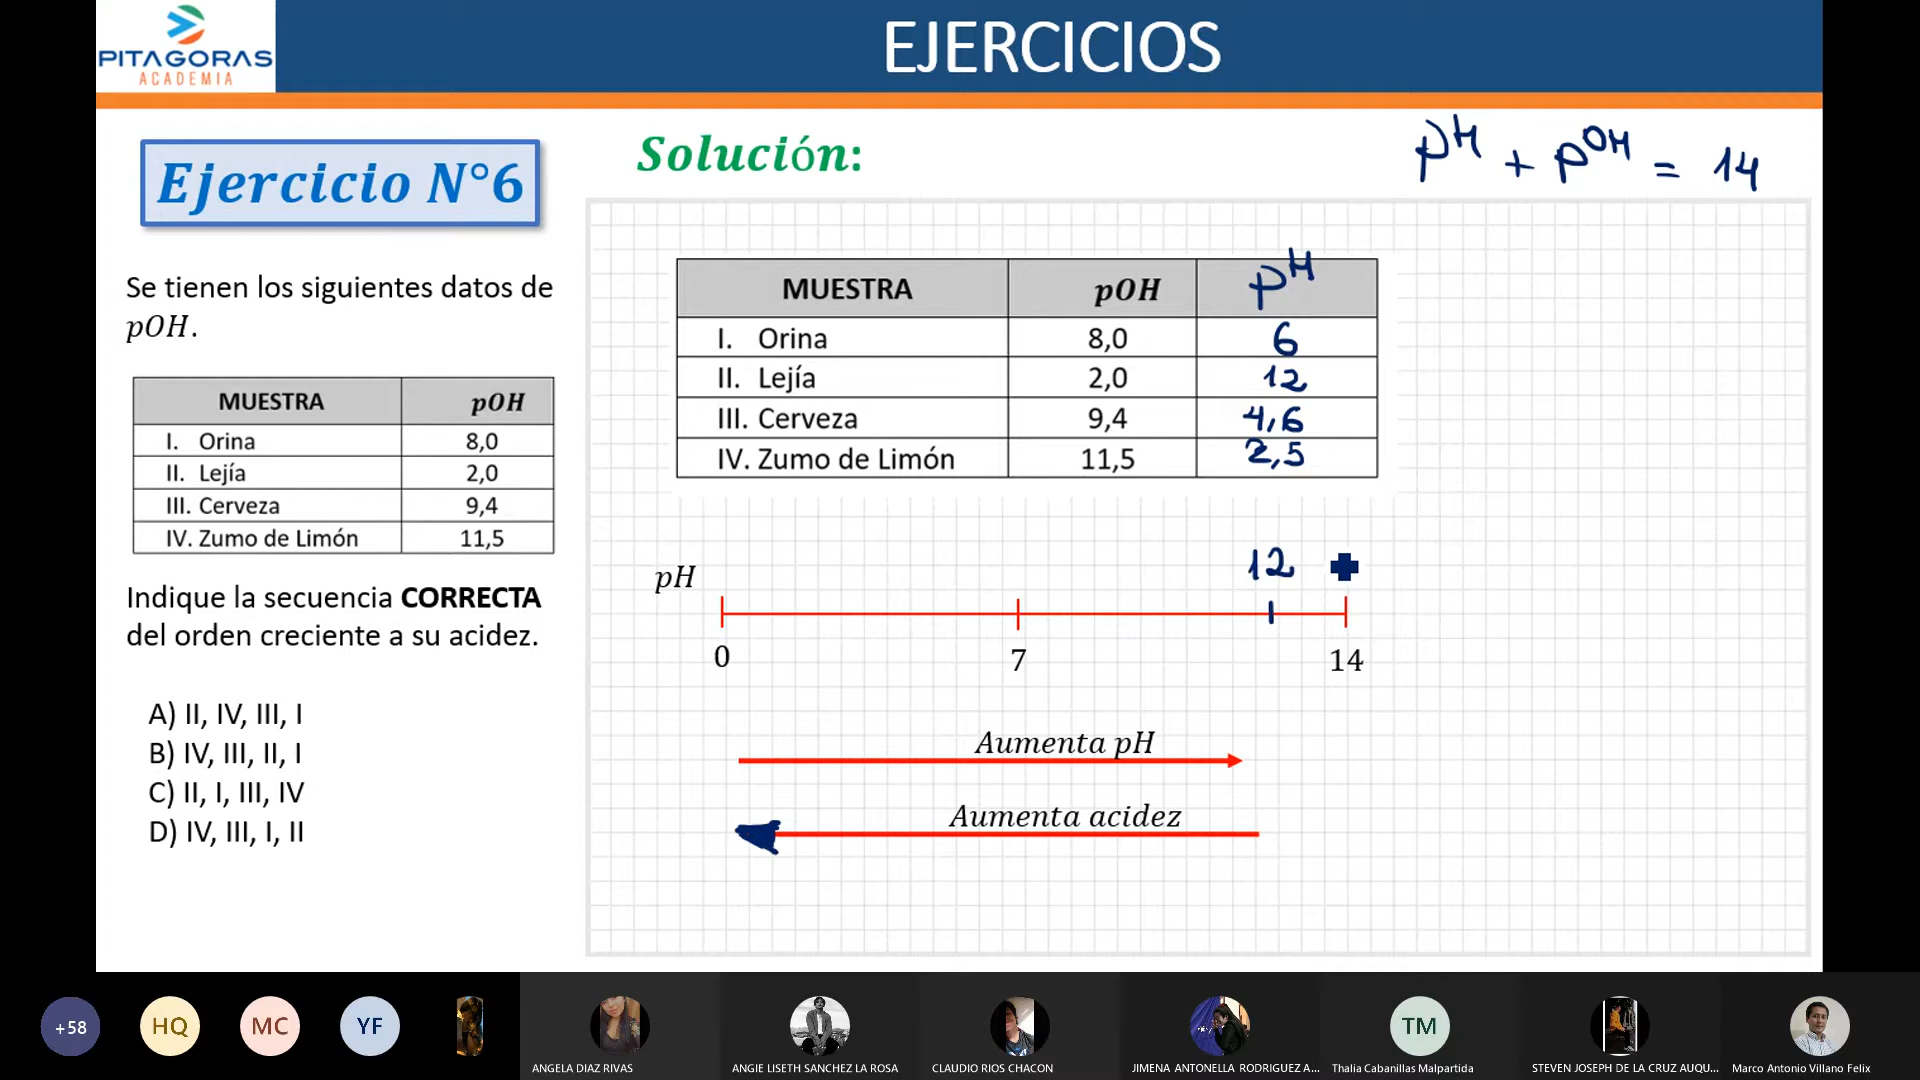 PITAGORAS
ACADEMIA
EJERCICIOS
Ejercicio N°6
Solución:
pH + pOH = 14
Se tienen los siguientes datos de
pOH.
MUESTRA pOH
I. Orina 8,0
II. Lejía 2,0
III. Cerveza 9,4
IV. Zumo de Limón 11,5
Indique la secuencia CORRECTA
del orden creciente a su acidez.
A) II, IV, III, I
B) IV, III, II, I
C) II, I, III, IV
D) IV, III, I, II
MUESTRA pOH pH
I. Orina 8,0 6
II. Lejía 2,0 12
III. Cerveza 9,4 4,6
IV. Zumo de Limón 11,5 2,5
pH 12
0 7 14
Aumenta pH
Aumenta acidez
+58 HQ MC YF TM
ANGELA DIAZ RIVAS ANGIE LISETH SANCHEZ LA ROSA CLAUDIO RIOS CHACON JIMENA ANTONELLA RODRIGUEZ A... Thalia Cabanillas Malpartida STEVEN JOSEPH DE LA CRUZ AUQU... Marco Antonio Villano Felix